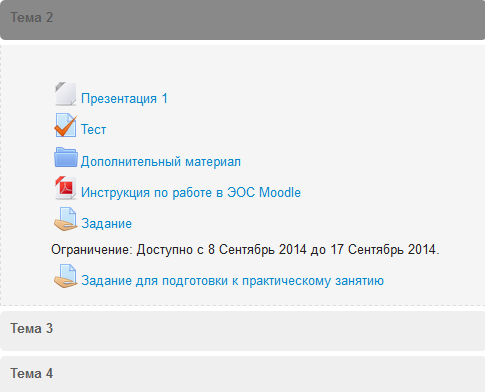 Тема 2
Презентация 1
Тест
Дополнительный материал
Инструкция по работе в ЭОС Moodle
Задание
Ограничение: Доступно с 8 Сентябрь 2014 до 17 Сентябрь 2014.
Задание для подготовки к практическому занятию
Тема 3
Тема 4